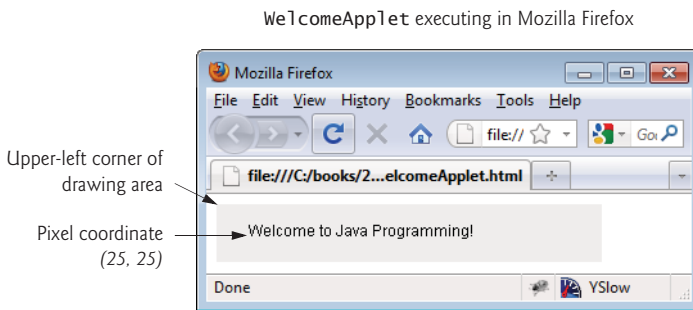 WelcomeApplet executing in Mozilla Firefox
Mozilla Firefox
File Edit View History Bookmarks Tools Help
file://
file:///C:/books/2...elcomeApplet.html
Upper-left corner of
drawing area
Welcome to Java Programming!
Pixel coordinate
(25, 25)
Done
YSlow